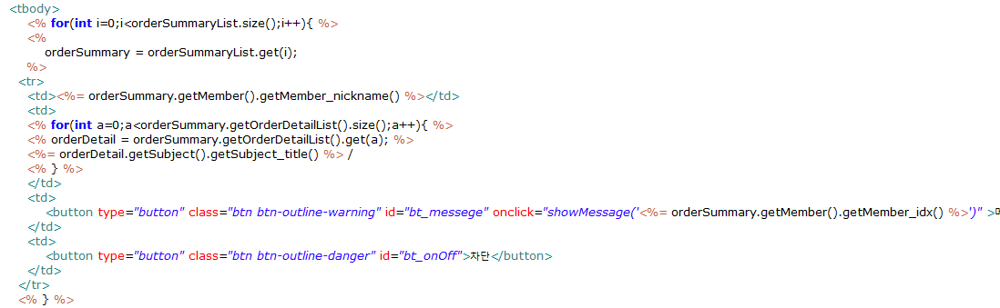 <tbody>
<% for(int i=0;i<orderSummaryList.size();i++){ %>
<%
orderSummary = orderSummaryList.get(i);
%>
<tr>
<td><%= orderSummary.getMember().getMember_nickname() %></td>
<td>
<% for(int a=0;a<orderSummary.getOrderDetailList().size();a++){ %>
<% orderDetail = orderSummary.getOrderDetailList().get(a); %>
<%= orderDetail.getSubject().getSubject_title() %> /
<% } %>
</td>
<td>
<button type="button" class="btn btn-outline-warning" id="bt_messege" onclick="showMessage('<%= orderSummary.getMember().getMember_idx() %>')" >
</td>
<td>
<button type="button" class="btn btn-outline-danger" id="bt_onOff">차단</button>
</td>
</tr>
<% } %>